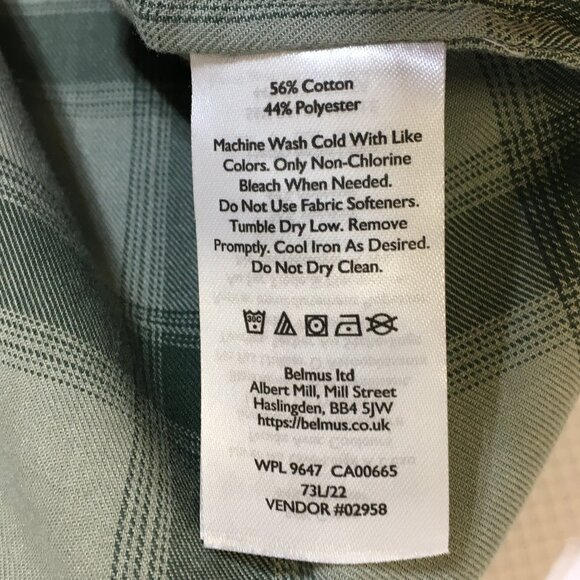 56% Cotton
44% Polyester
Machine Wash Cold With Like
Colors. Only Non-Chlorine
Bleach When Needed.
Do Not Use Fabric Softeners.
Tumble Dry Low. Remove
Promptly. Cool Iron As Desired.
Do Not Dry Clean.
30C
Belmus ltd
Albert Mill, Mill Street
Haslingden, BB4 5JW
https://belmus.co.uk
WPL 9647 CA00665
73L/22
VENDOR #02958